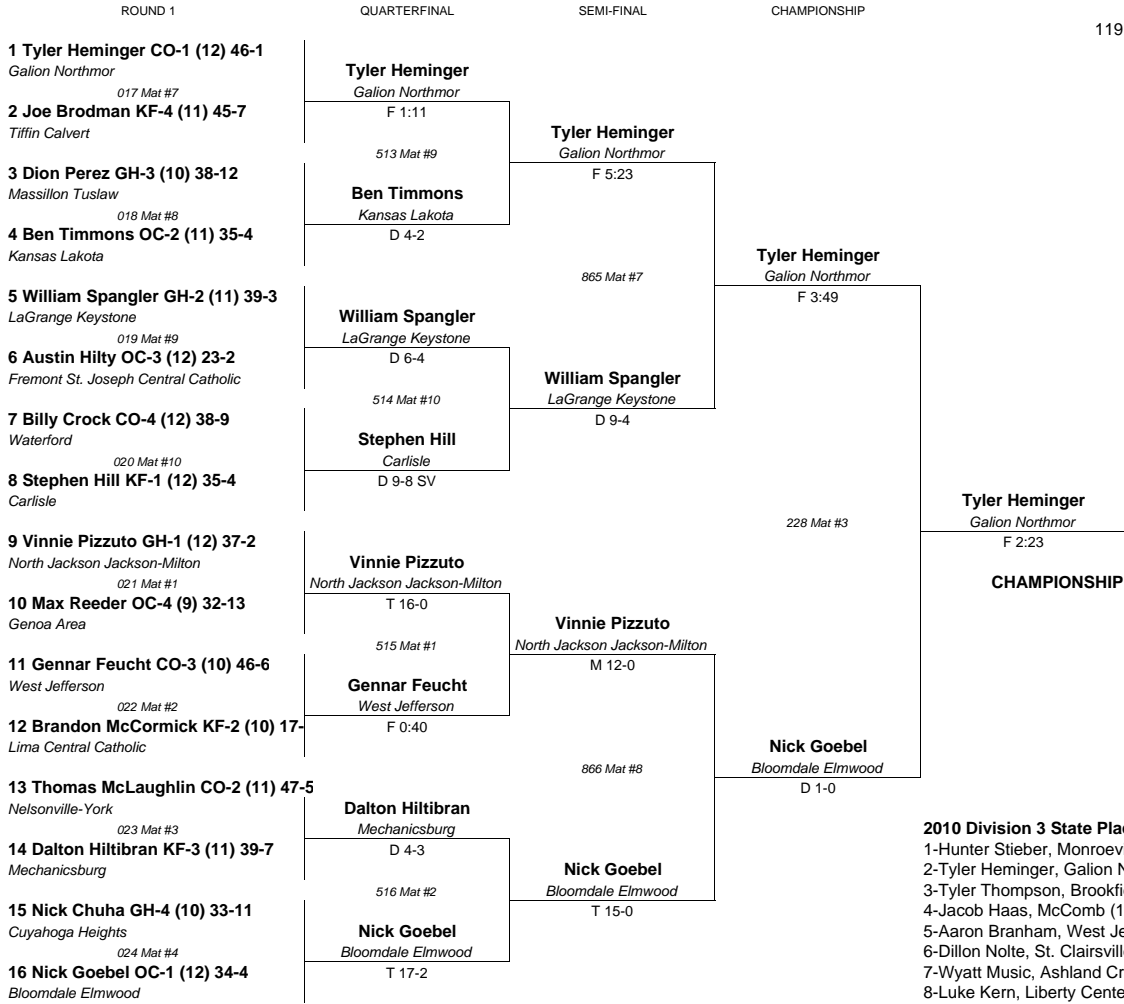 ROUND 1
QUARTERFINAL
SEMI-FINAL
CHAMPIONSHIP
119
1 Tyler Heminger CO-1 (12) 46-1
Galion Northmor
017 Mat #7
2 Joe Brodman KF-4 (11) 45-7
Tiffin Calvert
3 Dion Perez GH-3 (10) 38-12
Massillon Tuslaw
018 Mat #8
4 Ben Timmons OC-2 (11) 35-4
Kansas Lakota
5 William Spangler GH-2 (11) 39-3
LaGrange Keystone
019 Mat #9
6 Austin Hilty OC-3 (12) 23-2
Fremont St. Joseph Central Catholic
7 Billy Crock CO-4 (12) 38-9
Waterford
020 Mat #10
8 Stephen Hill KF-1 (12) 35-4
Carlisle
9 Vinnie Pizzuto GH-1 (12) 37-2
North Jackson Jackson-Milton
021 Mat #1
10 Max Reeder OC-4 (9) 32-13
Genoa Area
11 Gennar Feucht CO-3 (10) 46-6
West Jefferson
022 Mat #2
12 Brandon McCormick KF-2 (10) 17-
Lima Central Catholic
13 Thomas McLaughlin CO-2 (11) 47-5
Nelsonville-York
023 Mat #3
14 Dalton Hiltibran KF-3 (11) 39-7
Mechanicsburg
15 Nick Chuha GH-4 (10) 33-11
Cuyahoga Heights
024 Mat #4
16 Nick Goebel OC-1 (12) 34-4
Bloomdale Elmwood
Tyler Heminger
Galion Northmor
F 1:11
513 Mat #9
Ben Timmons
Kansas Lakota
D 4-2
William Spangler
LaGrange Keystone
D 6-4
514 Mat #10
Stephen Hill
Carlisle
D 9-8 SV
Vinnie Pizzuto
North Jackson Jackson-Milton
T 16-0
515 Mat #1
Gennar Feucht
West Jefferson
F 0:40
Dalton Hiltibran
Mechanicsburg
D 4-3
516 Mat #2
Nick Goebel
Bloomdale Elmwood
T 17-2
Tyler Heminger
Galion Northmor
F 5:23
865 Mat #7
William Spangler
LaGrange Keystone
D 9-4
Vinnie Pizzuto
North Jackson Jackson-Milton
M 12-0
866 Mat #8
Nick Goebel
Bloomdale Elmwood
T 15-0
Tyler Heminger
Galion Northmor
F 3:49
228 Mat #3
Nick Goebel
Bloomdale Elmwood
D 1-0
Tyler Heminger
Galion Northmor
F 2:23
CHAMPIONSHIP
2010 Division 3 State Pla
1-Hunter Stieber, Monroev
2-Tyler Heminger, Galion N
3-Tyler Thompson, Brookfi
4-Jacob Haas, McComb (1
5-Aaron Branham, West Je
6-Dillon Nolte, St. Clairsvill
7-Wyatt Music, Ashland Cr
8-Luke Kern, Liberty Cente